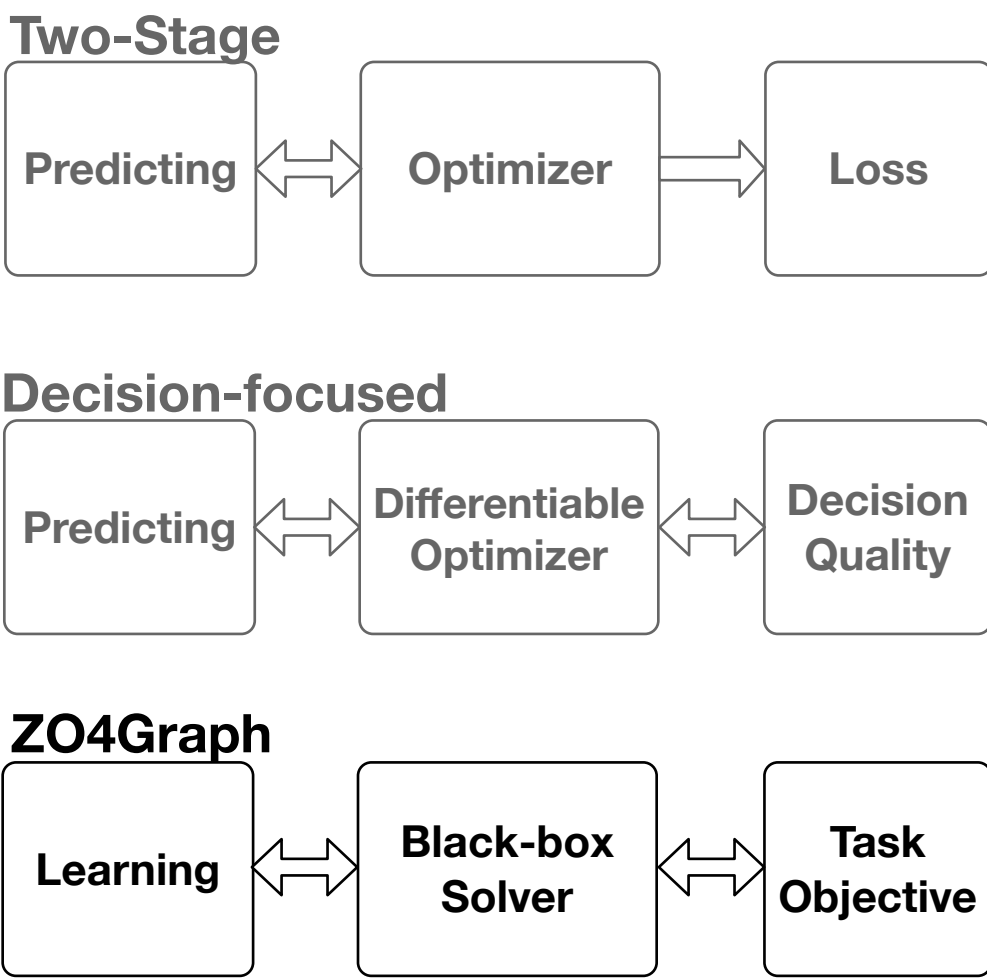 Two-Stage
Predicting
Optimizer
Loss
Decision-focused
Predicting
Differentiable
Optimizer
Decision
Quality
ZO4Graph
Learning
Black-box
Solver
Task
Objective